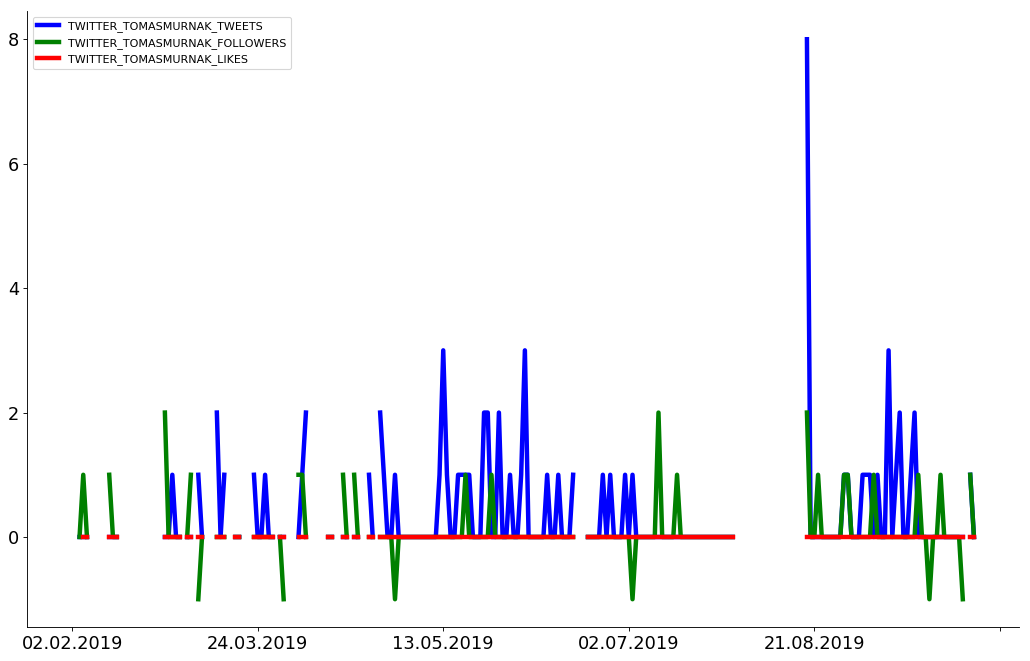 TWITTER_TOMASMURNAK_TWEETS
TWITTER_TOMASMURNAK_FOLLOWERS
TWITTER_TOMASMURNAK_LIKES
8
6
4
2
0
02.02.2019 24.03.2019 13.05.2019 02.07.2019 21.08.2019